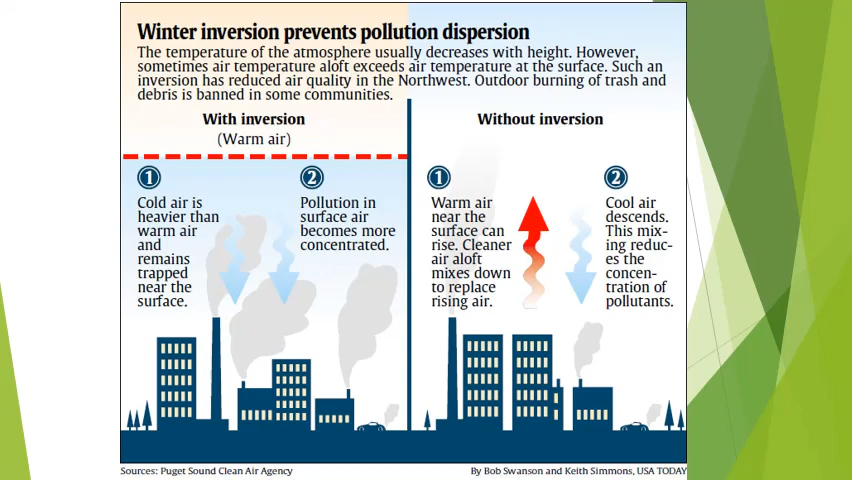 Winter inversion prevents pollution dispersion
The temperature of the atmosphere usually decreases with height. However,
sometimes air temperature aloft exceeds air temperature at the surface. Such an
inversion has reduced air quality in the Northwest. Outdoor burning of trash and
debris is banned in some communities.
With inversion
(Warm air)
1
Cold air is
heavier than
warm air
and
remains
trapped
near the
surface.
2
Pollution in
surface air
becomes more
concentrated.
Without inversion
1
Warm air
near the
surface can
rise. Cleaner
air aloft
mixes down
to replace
rising air.
2
Cool air
descends.
This mix-
ing reduc-
es the
concen-
tration of
pollutants.
Sources: Puget Sound Clean Air Agency
By Bob Swanson and Keith Simmons, USA TODAY